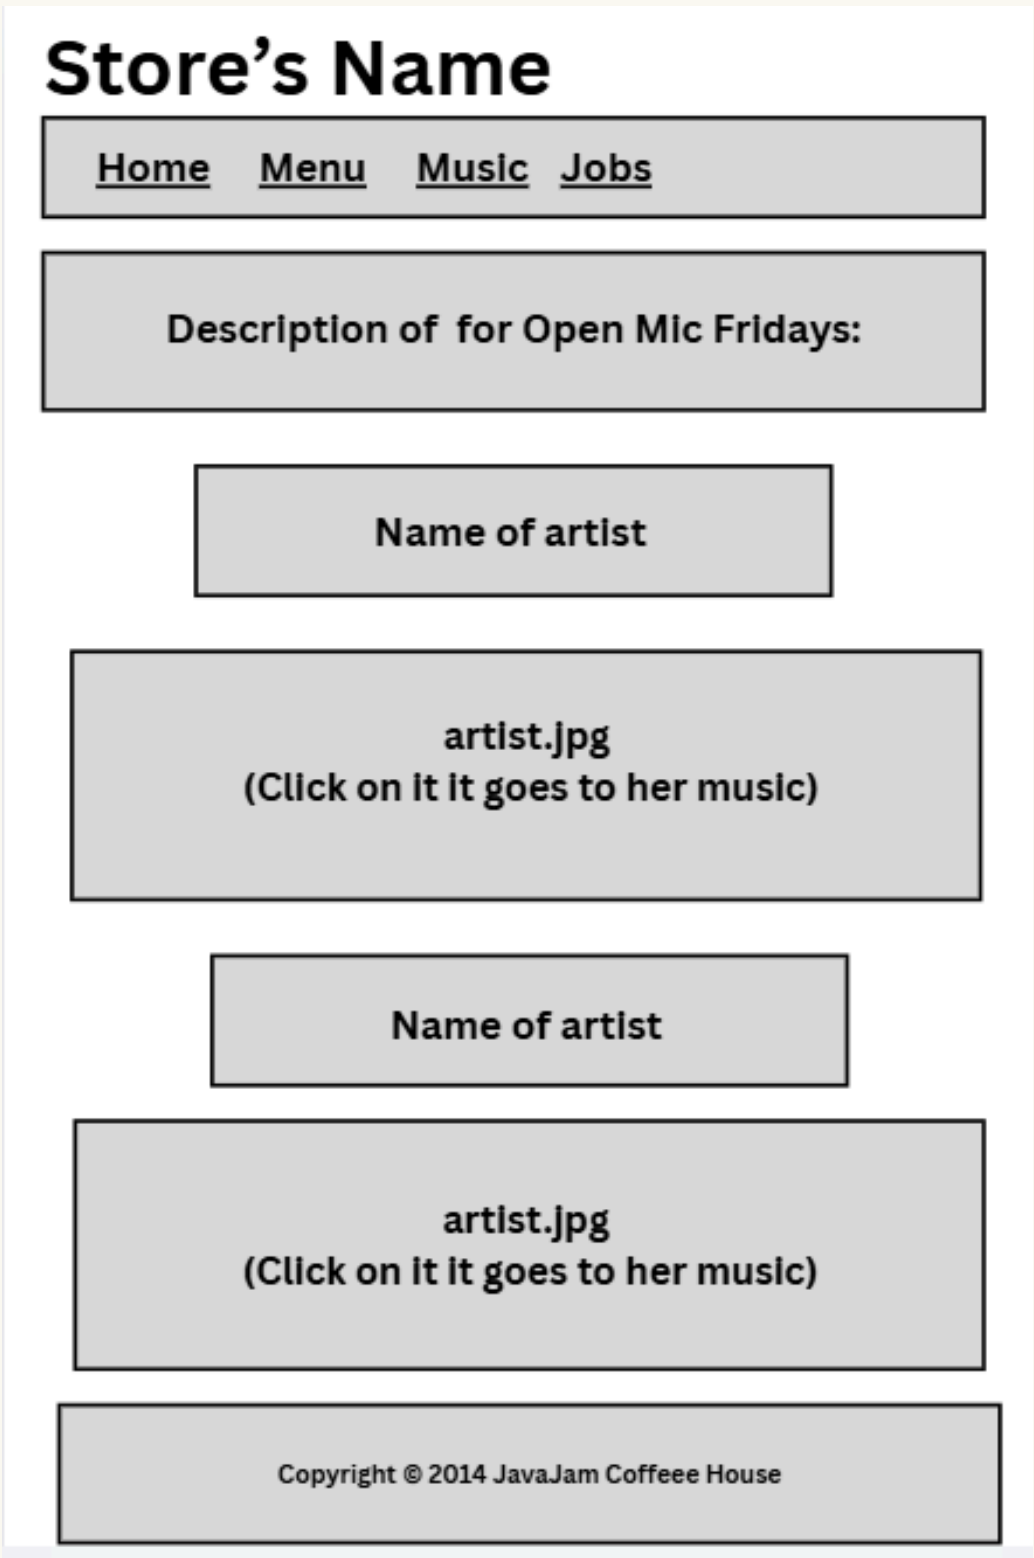 Store’s Name
Home Menu Music Jobs
Description of for Open Mic Fridays:
Name of artist
artist.jpg
(Click on it it goes to her music)
Name of artist
artist.jpg
(Click on it it goes to her music)
Copyright © 2014 JavaJam Coffeee House